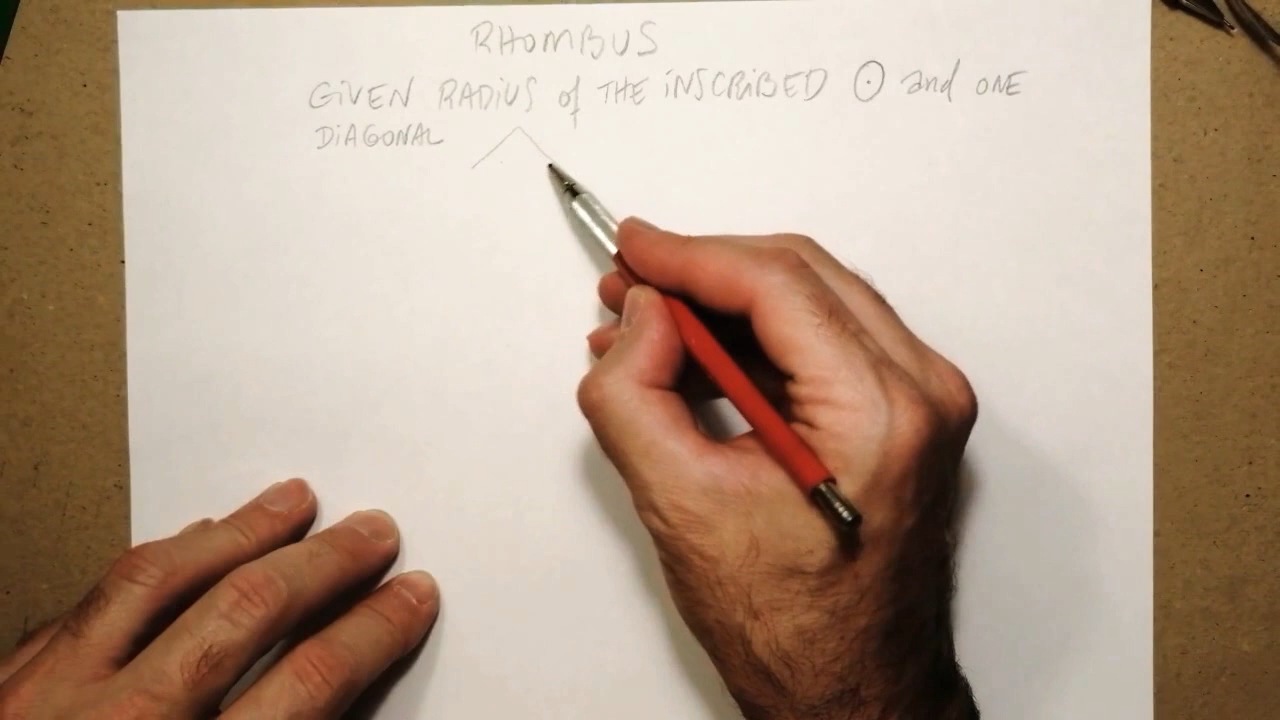 RHOMBUS
GIVEN RADIUS of THE INSCRIBED ⊙ and ONE
DIAGONAL